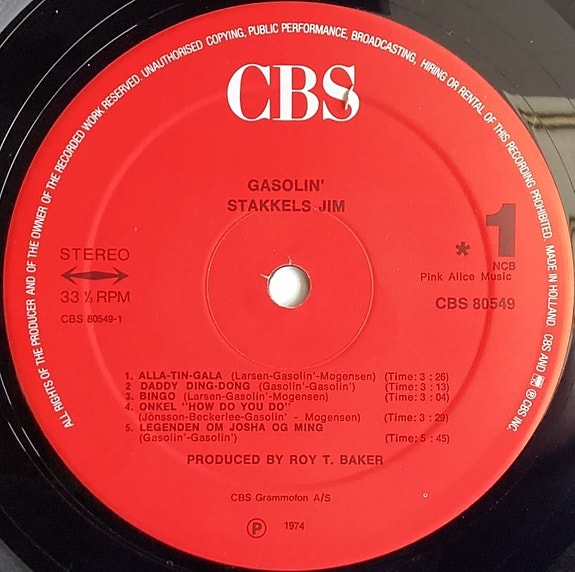 ALL RIGHTS OF THE PRODUCER AND OF THE OWNER OF THE RECORDED WORK RESERVED. UNAUTHORISED COPYING, PUBLIC PERFORMANCE, BROADCASTING, HIRING OR RENTAL OF THIS RECORDING PROHIBITED. MADE IN HOLLAND. CBS AND ® CBS INC.
CBS
GASOLIN'
STAKKELS JIM
STEREO
33 ⅓ RPM
CBS 80549-1
* 1
NCB
Pink Alice Music
CBS 80549
1. ALLA-TIN-GALA (Larsen-Gasolin'-Mogensen) (Time: 3 : 26)
2 DADDY DING-DONG (Gasolin'-Gasolin') (Time: 3 : 13)
3. BINGO (Larsen-Gasolin'-Mogensen) (Time: 3 : 04)
4. ONKEL "HOW DO YOU DO"
(Jönsson-Beckerlee-Gasolin' - Mogensen) (Time: 3 : 29)
5. LEGENDEN OM JOSHA OG MING
(Gasolin'-Gasolin') (Time: 5 : 45)
PRODUCED BY ROY T. BAKER
CBS Grammofon A/S
℗ 1974